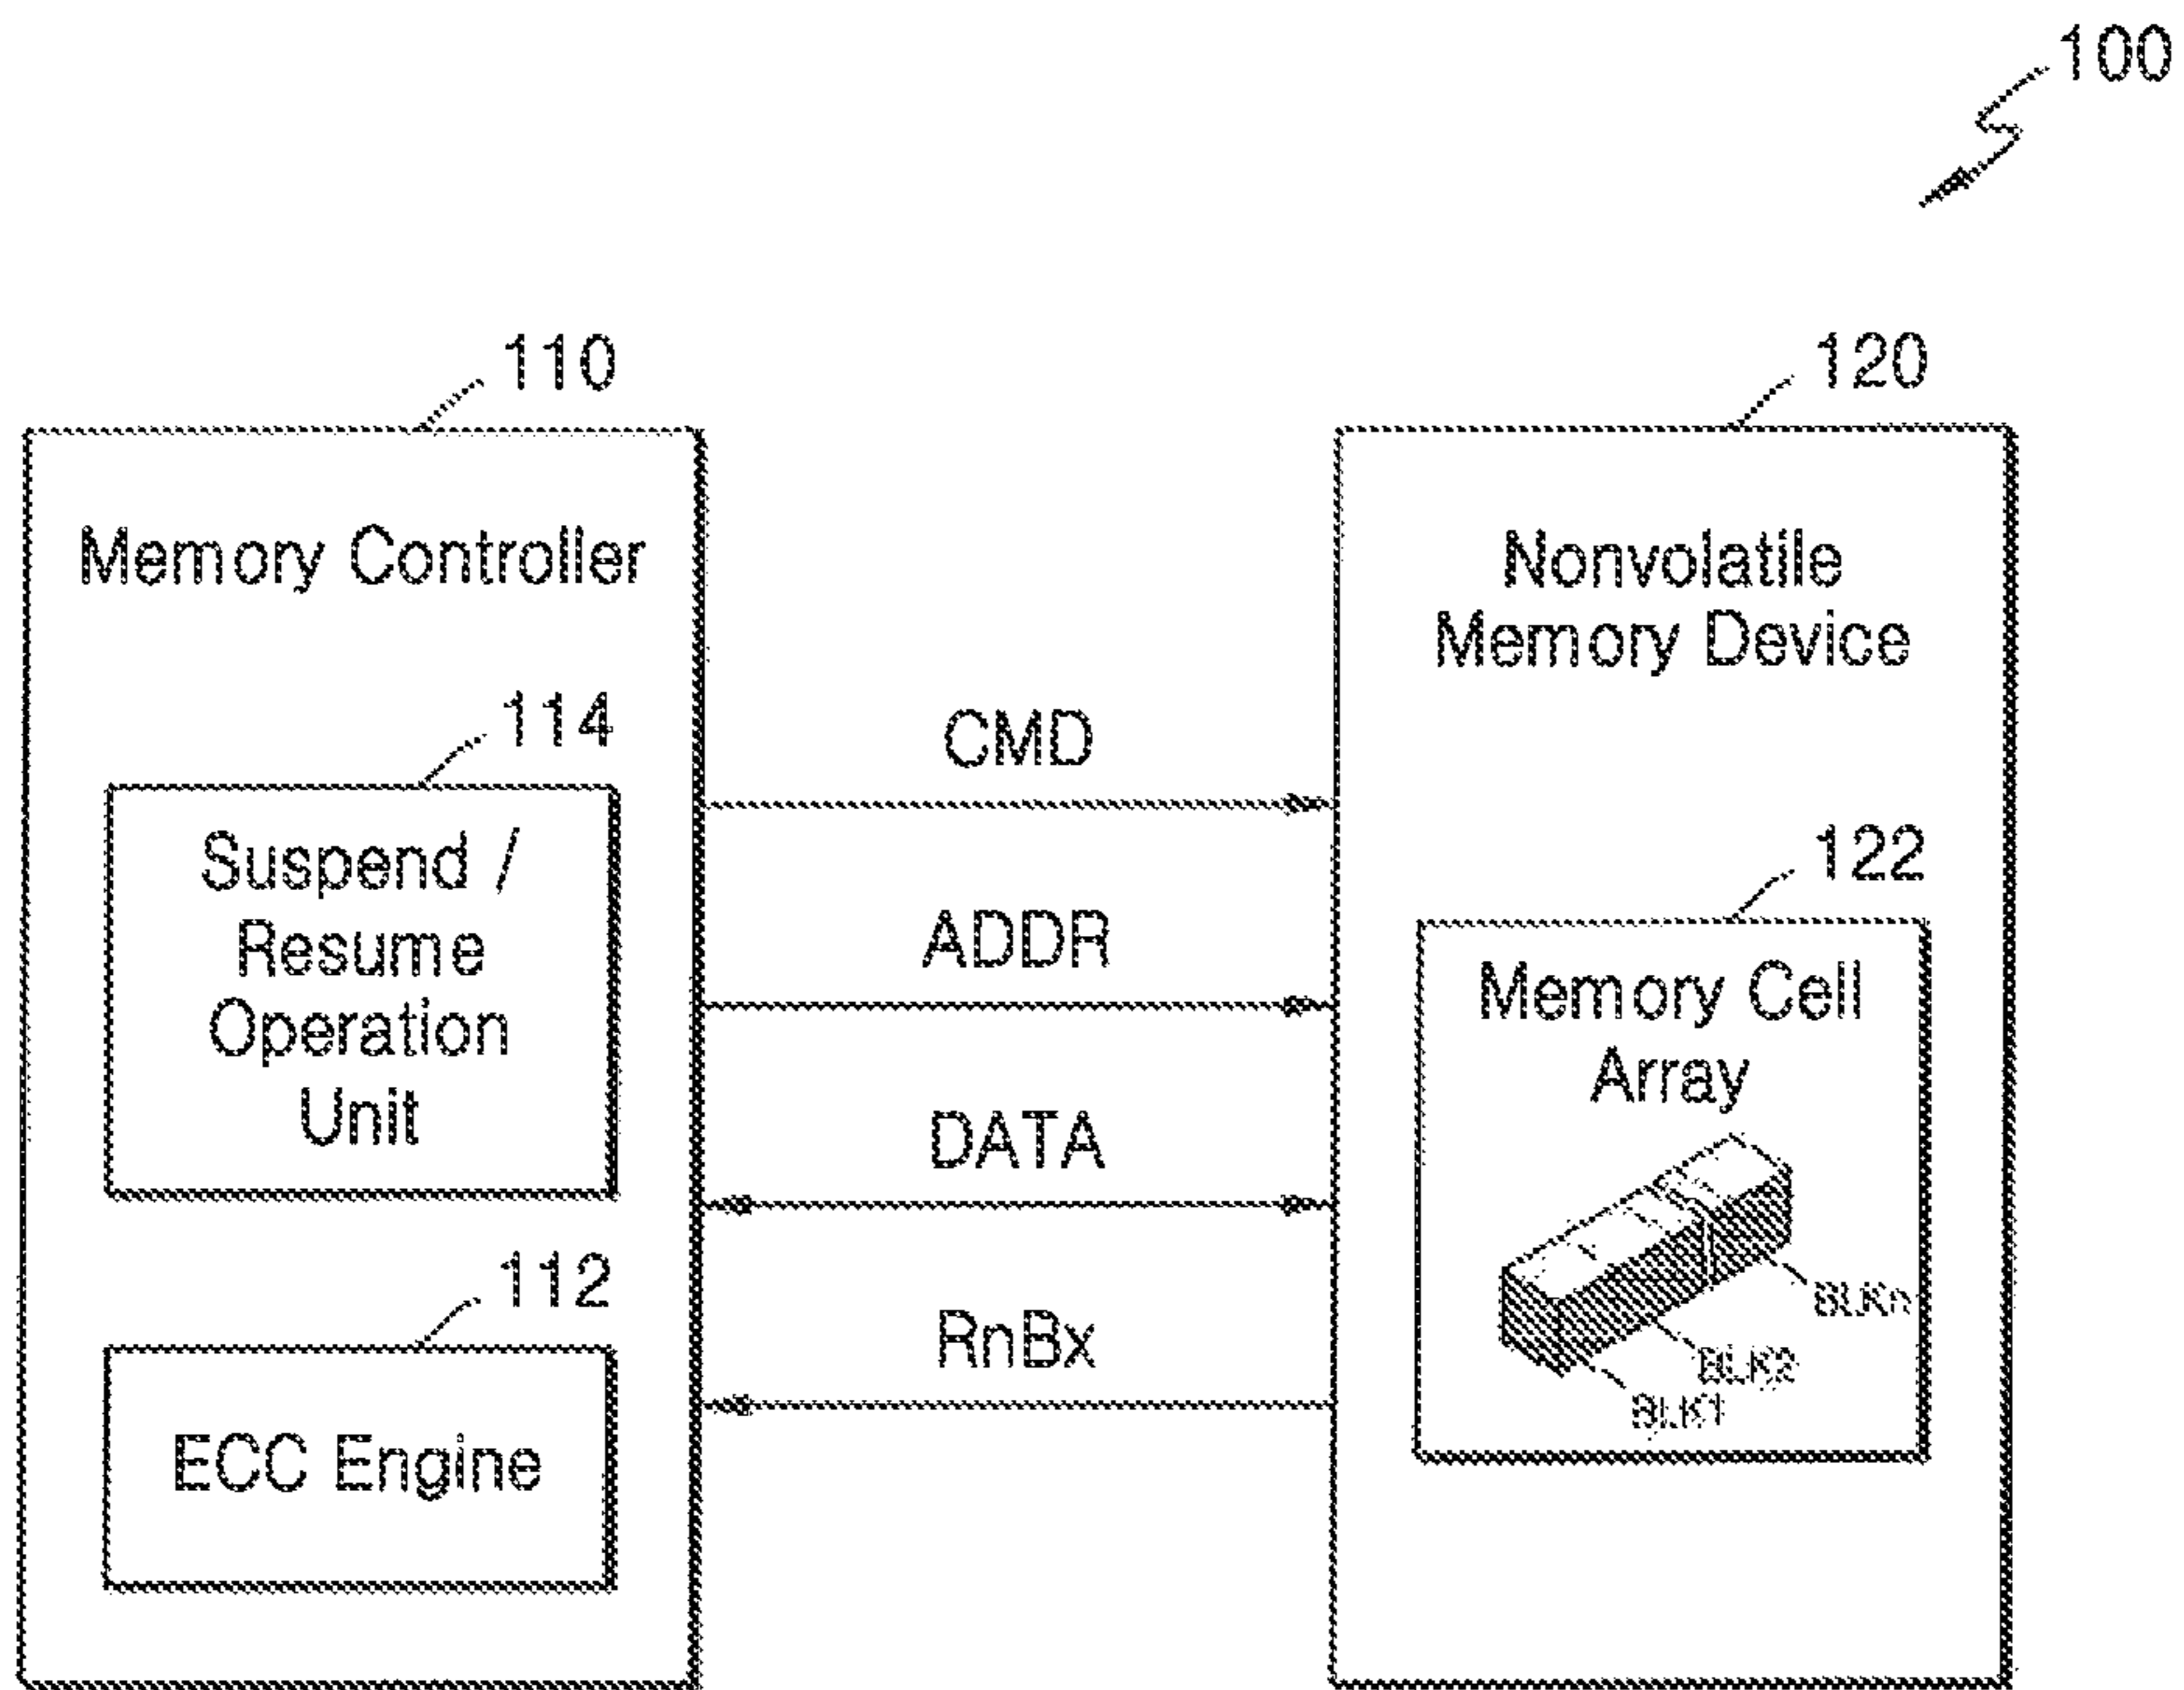 100
110
120
Memory Controller
Nonvolatile
Memory Device
114
Suspend /
Resume
Operation
Unit
112
ECC Engine
CMD
ADDR
DATA
RnBx
122
Memory Cell
Array
BLKn
BLK2
BLK1